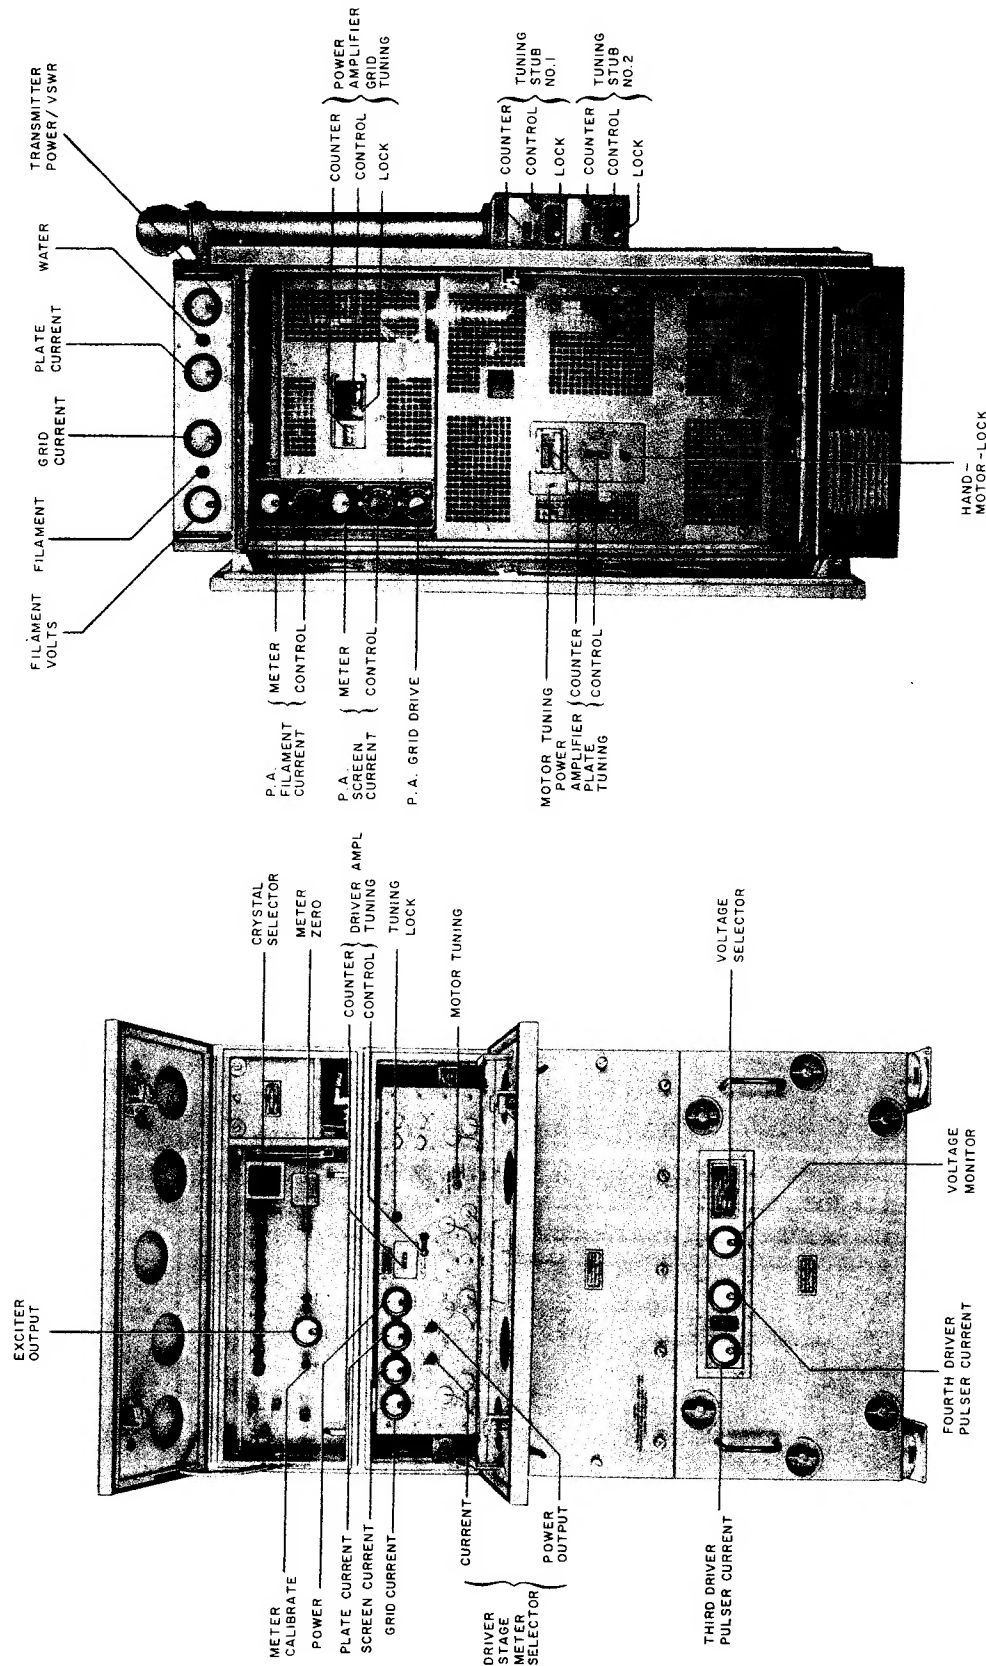 TRANSMITTER
POWER/VSWR
WATER
PLATE
CURRENT
GRID
CURRENT
FILAMENT
FILAMENT
VOLTS
POWER
AMPLIFIER
GRID
TUNING
COUNTER
CONTROL
LOCK
TUNING
STUB
NO.1
COUNTER
CONTROL
LOCK
TUNING
STUB
NO.2
COUNTER
CONTROL
LOCK
P.A.
FILAMENT
CURRENT
METER
CONTROL
P.A.
SCREEN
CURRENT
METER
CONTROL
P.A. GRID DRIVE
MOTOR TUNING
POWER
AMPLIFIER
PLATE
TUNING
COUNTER
CONTROL
HAND-
MOTOR-LOCK
EXCITER
OUTPUT
CRYSTAL
SELECTOR
METER
ZERO
COUNTER
CONTROL
DRIVER AMPL
TUNING
TUNING
LOCK
MOTOR TUNING
VOLTAGE
SELECTOR
METER
CALIBRATE
POWER
PLATE CURRENT
SCREEN CURRENT
GRID CURRENT
CURRENT
POWER
OUTPUT
DRIVER
STAGE
METER
SELECTOR
THIRD DRIVER
PULSER CURRENT
FOURTH DRIVER
PULSER CURRENT
VOLTAGE
MONITOR